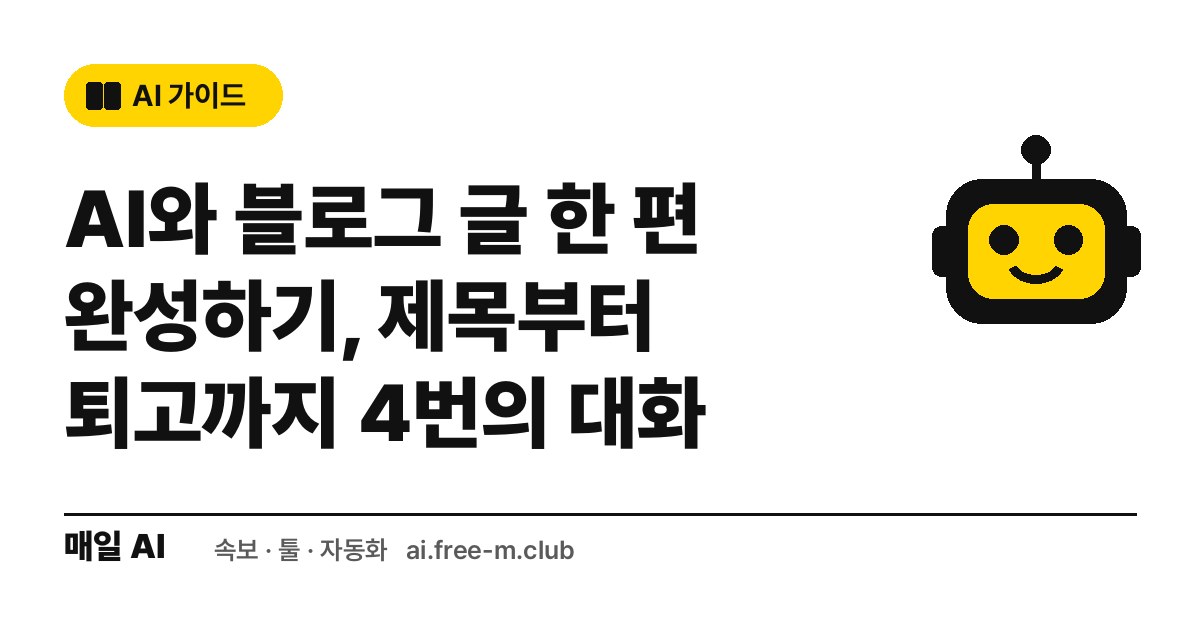 AI 가이드
AI와 블로그 글 한 편
완성하기, 제목부터
퇴고까지 4번의 대화
매일 AI 속보 · 툴 · 자동화 ai.free-m.club